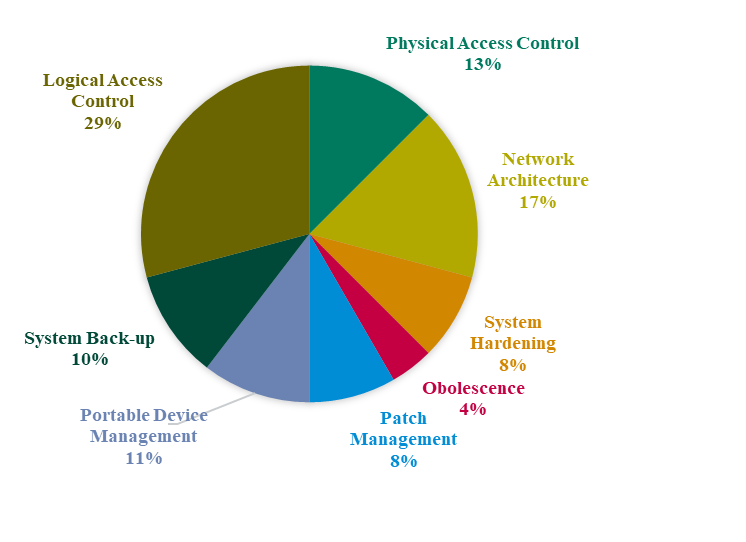 Physical Access Control
13%
Logical Access
Control
29%
Network
Architecture
17%
System
Hardening
8%
System Back-up
10%
Obolescence
4%
Portable Device
Management
11%
Patch
Management
8%